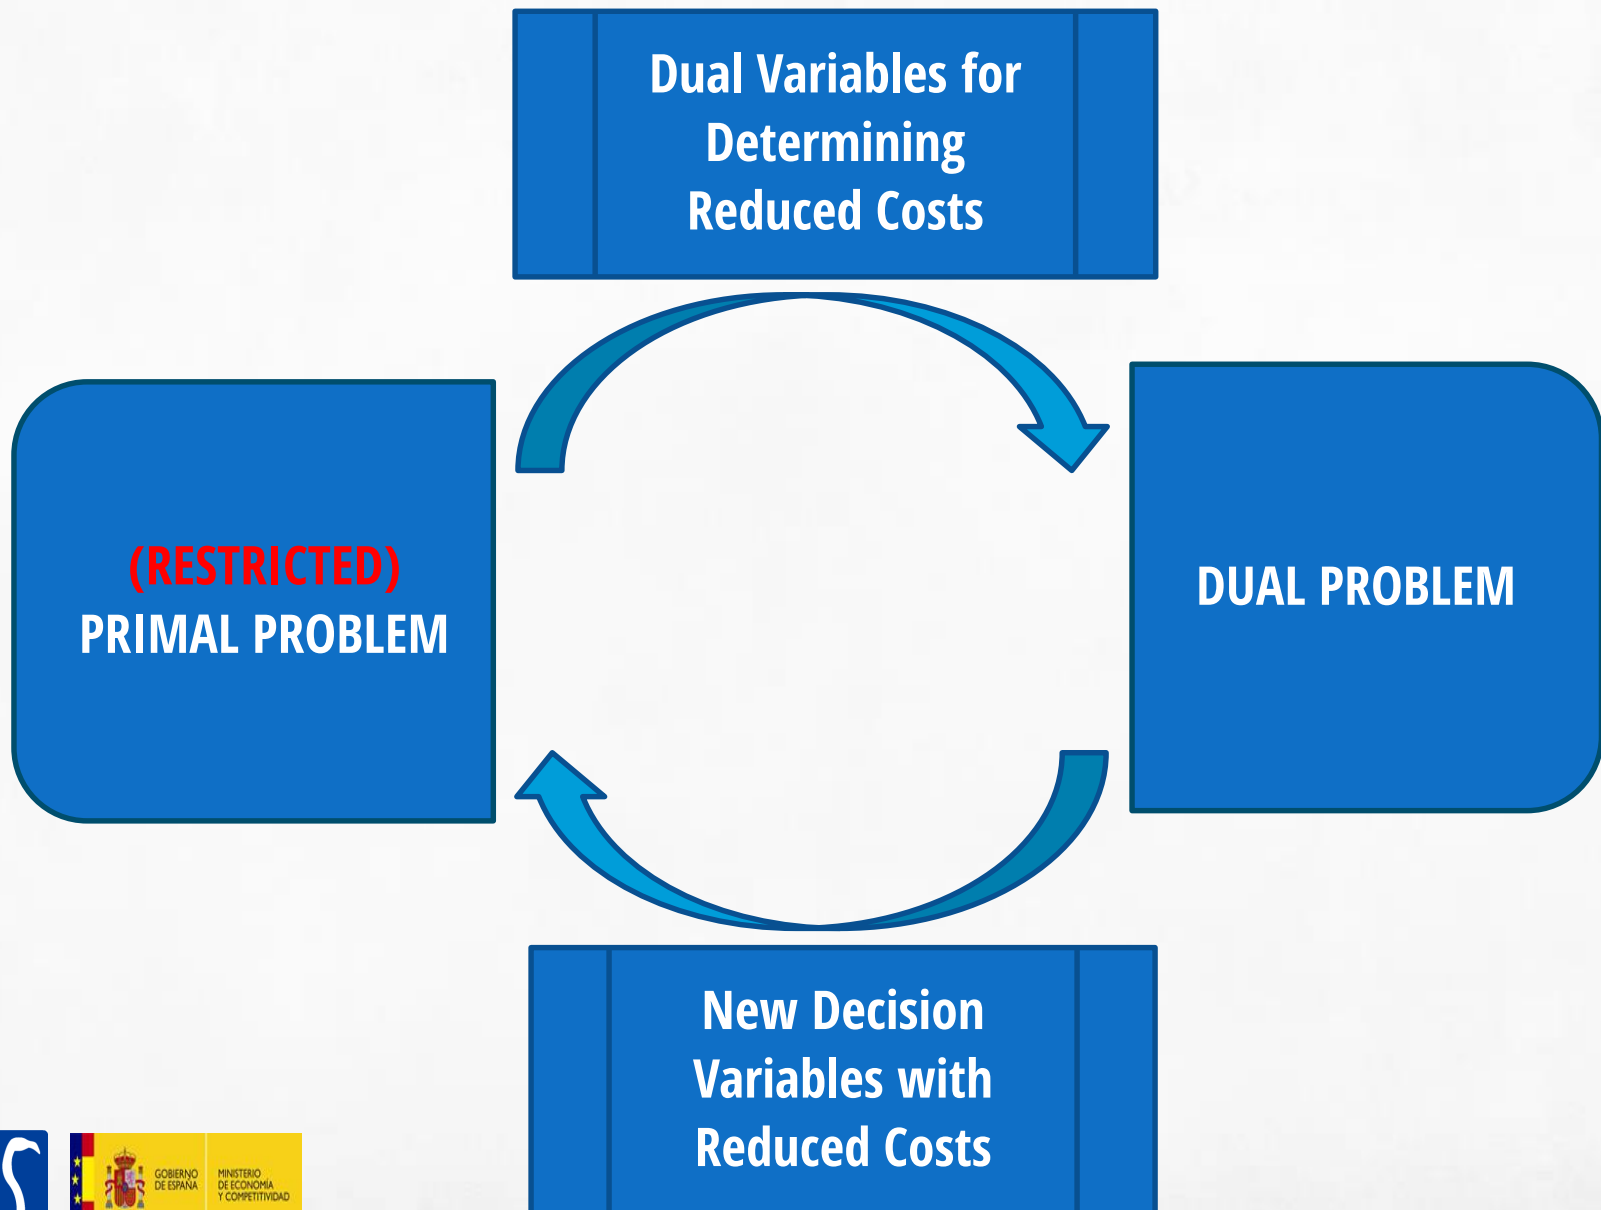 Dual Variables for
Determining
Reduced Costs
(RESTRICTED)
PRIMAL PROBLEM
DUAL PROBLEM
New Decision
Variables with
Reduced Costs
GOBIERNO
DE ESPAÑA
MINISTERIO
DE ECONOMÍA
Y COMPETITIVIDAD